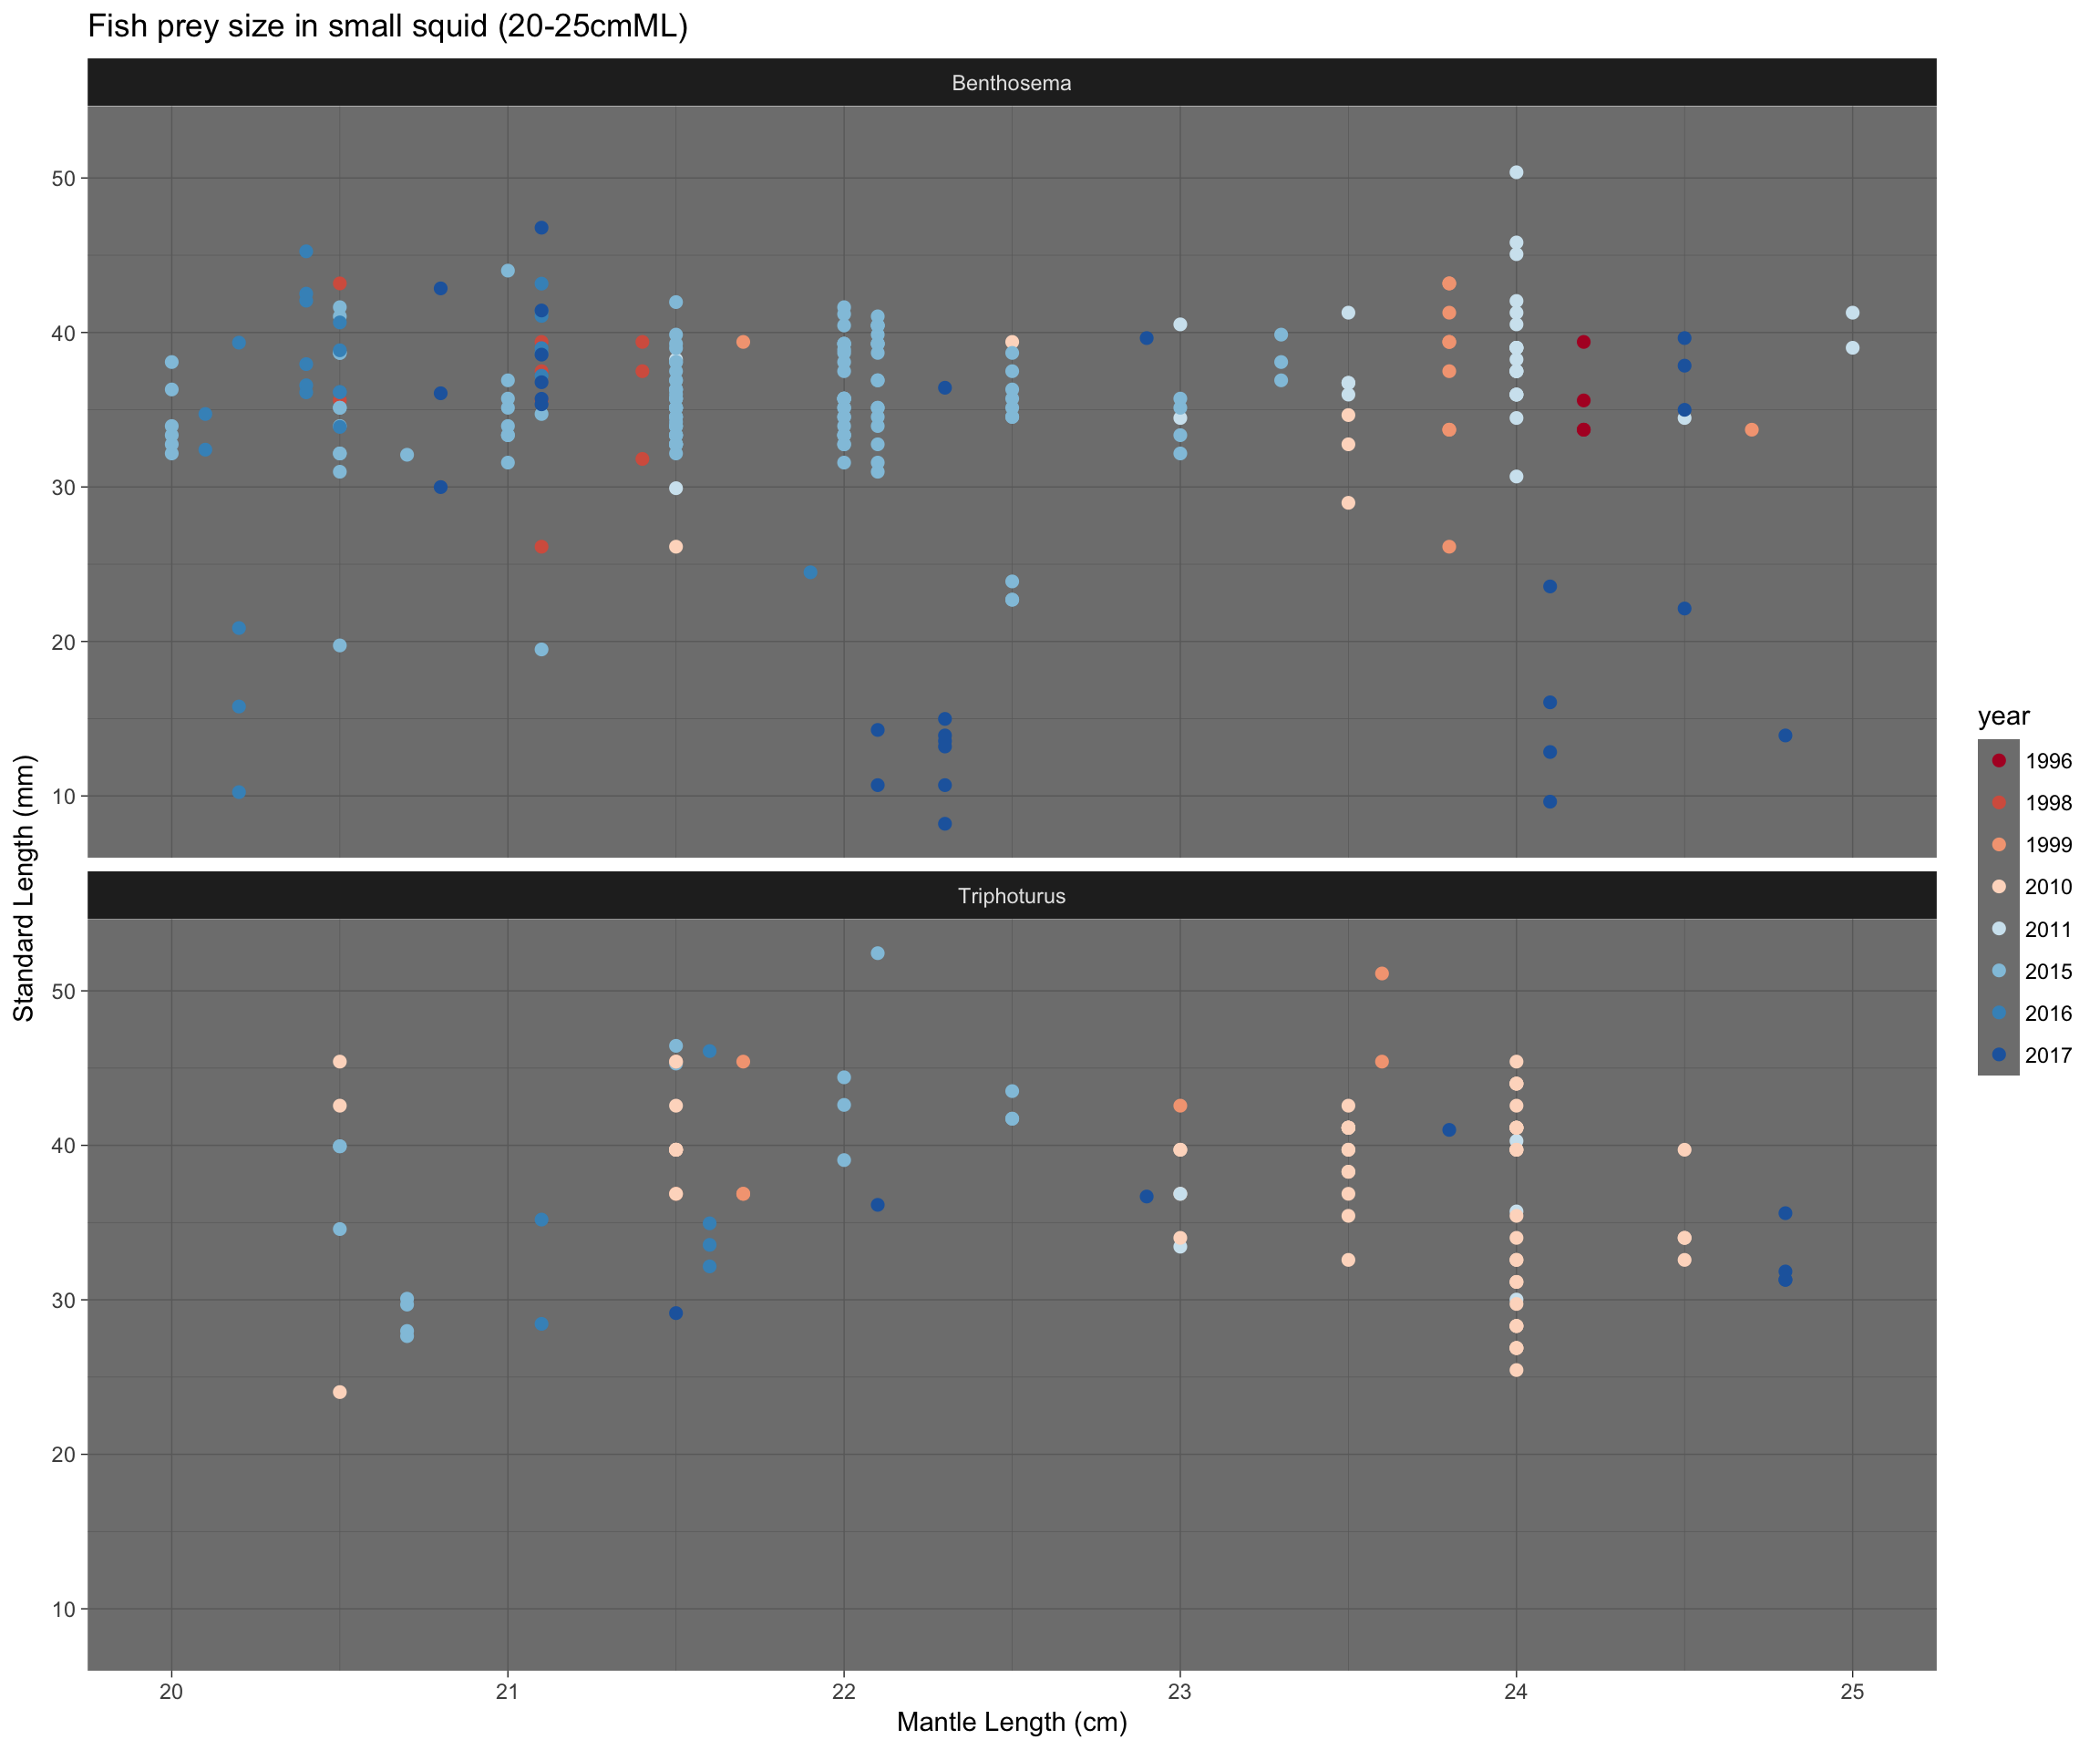 Fish prey size in small squid (20-25cmML)
Benthosema
50
40
30
20
10
Triphoturus
50
40
30
20
10
Standard Length (mm)
20 21 22 23 24 25
Mantle Length (cm)
year
1996
1998
1999
2010
2011
2015
2016
2017